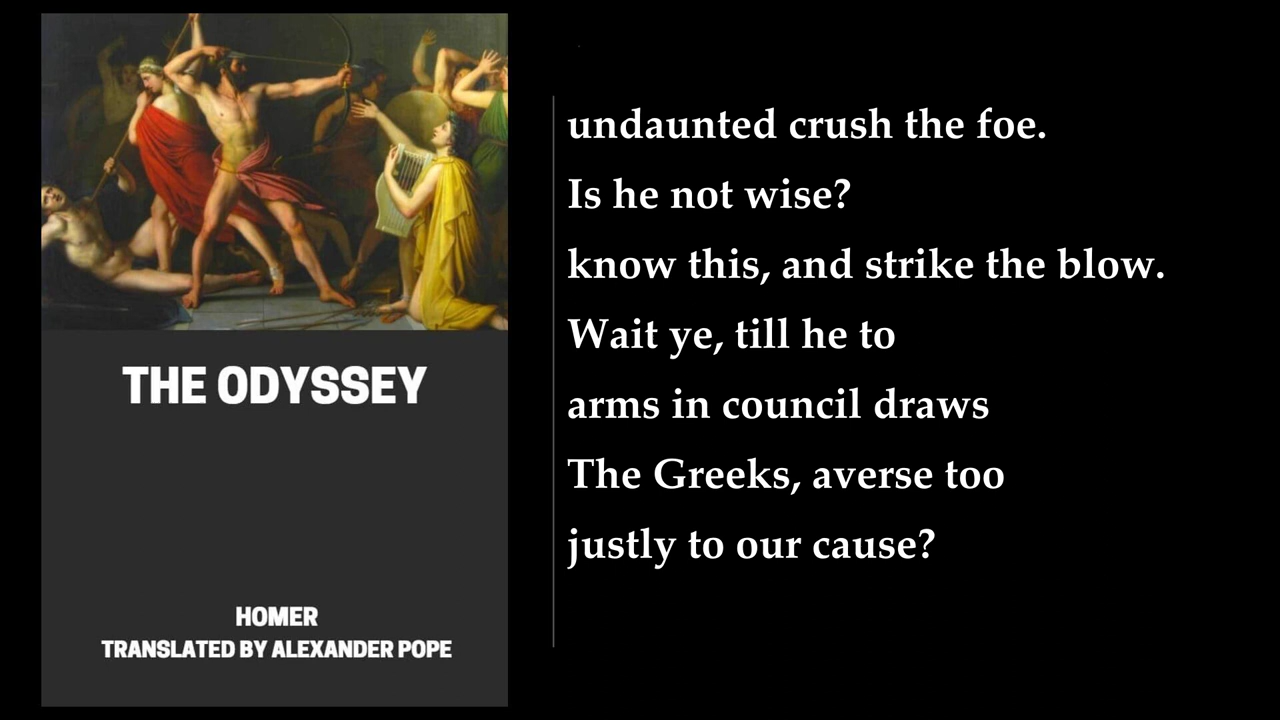 THE ODYSSEY
HOMER
TRANSLATED BY ALEXANDER POPE
undaunted crush the foe.
Is he not wise?
know this, and strike the blow.
Wait ye, till he to
arms in council draws
The Greeks, averse too
justly to our cause?